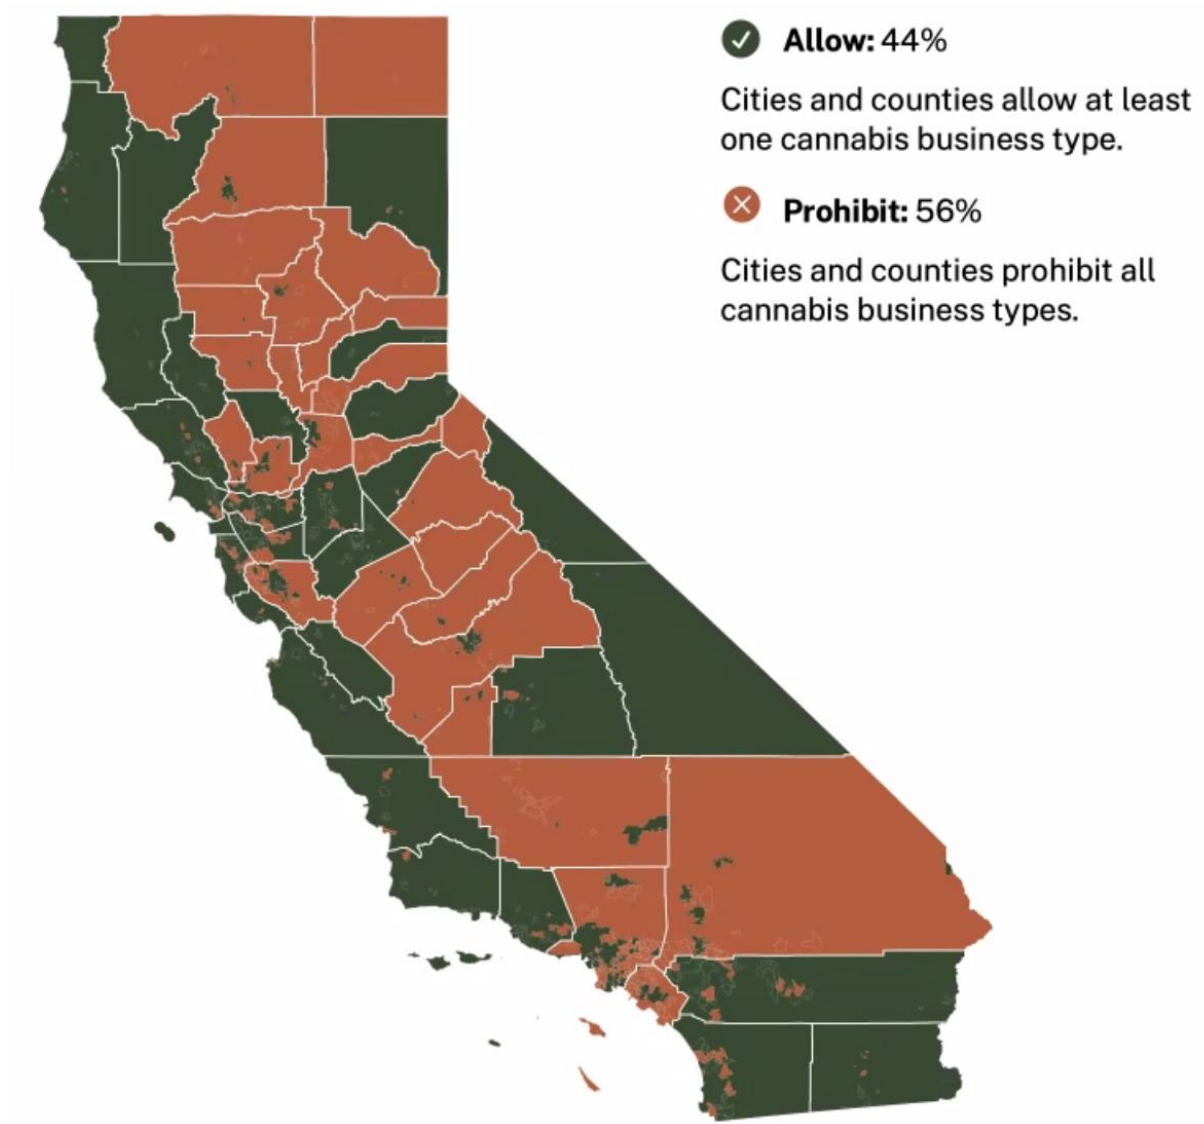 Allow: 44%
Cities and counties allow at least
one cannabis business type.
Prohibit: 56%
Cities and counties prohibit all
cannabis business types.